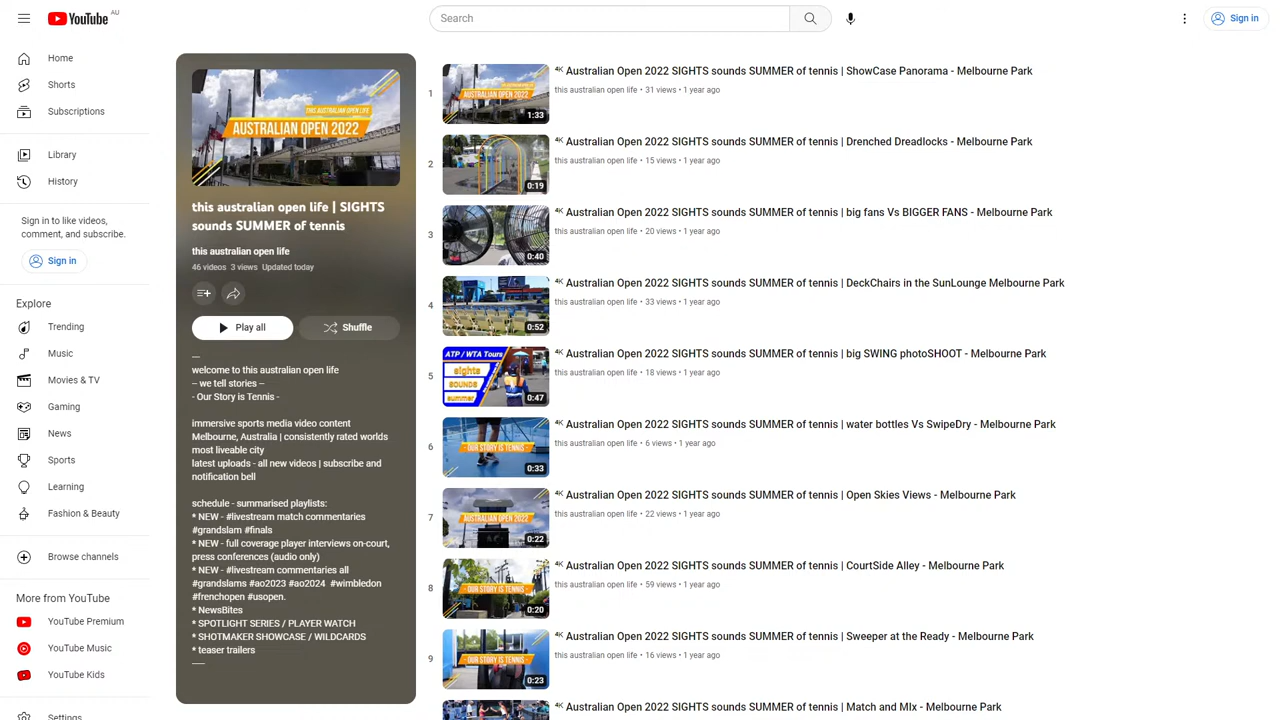 YouTube AU
Search
Sign in
Home
Shorts
Subscriptions
Library
History
Sign in to like videos,
comment, and subscribe.
Sign in
Explore
Trending
Music
Movies & TV
Gaming
News
Sports
Learning
Fashion & Beauty
Browse channels
More from YouTube
YouTube Premium
YouTube Music
YouTube Kids
Settings
THIS AUSTRALIAN OPEN LIFE
AUSTRALIAN OPEN 2022
this australian open life | SIGHTS
sounds SUMMER of tennis
this australian open life
46 videos 3 views Updated today
Play all
Shuffle
—
welcome to this australian open life
-- we tell stories --
- Our Story is Tennis -
immersive sports media video content
Melbourne, Australia | consistently rated worlds
most liveable city
latest uploads - all new videos | subscribe and
notification bell
schedule - summarised playlists:
* NEW - #livestream match commentaries
#grandslam #finals
* NEW - full coverage player interviews on-court,
press conferences (audio only)
* NEW - #livestream commentaries all
#grandslams #ao2023 #ao2024 #wimbledon
#frenchopen #usopen.
* NewsBites
* SPOTLIGHT SERIES / PLAYER WATCH
* SHOTMAKER SHOWCASE / WILDCARDS
* teaser trailers
1
AUSTRALIAN OPEN 2022
1:33
4K Australian Open 2022 SIGHTS sounds SUMMER of tennis | ShowCase Panorama - Melbourne Park
this australian open life • 31 views • 1 year ago
2
0:19
4K Australian Open 2022 SIGHTS sounds SUMMER of tennis | Drenched Dreadlocks - Melbourne Park
this australian open life • 15 views • 1 year ago
3
0:40
4K Australian Open 2022 SIGHTS sounds SUMMER of tennis | big fans Vs BIGGER FANS - Melbourne Park
this australian open life • 20 views • 1 year ago
4
0:52
4K Australian Open 2022 SIGHTS sounds SUMMER of tennis | DeckChairs in the SunLounge Melbourne Park
this australian open life • 33 views • 1 year ago
5
ATP / WTA Tours
sights
SOUNDS
summer
0:47
4K Australian Open 2022 SIGHTS sounds SUMMER of tennis | big SWING photoSHOOT - Melbourne Park
this australian open life • 18 views • 1 year ago
6
- OUR STORY IS TENNIS -
0:33
4K Australian Open 2022 SIGHTS sounds SUMMER of tennis | water bottles Vs SwipeDry - Melbourne Park
this australian open life • 6 views • 1 year ago
7
AUSTRALIAN OPEN 2022
0:22
4K Australian Open 2022 SIGHTS sounds SUMMER of tennis | Open Skies Views - Melbourne Park
this australian open life • 22 views • 1 year ago
8
- OUR STORY IS TENNIS -
0:20
4K Australian Open 2022 SIGHTS sounds SUMMER of tennis | CourtSide Alley - Melbourne Park
this australian open life • 59 views • 1 year ago
9
- OUR STORY IS TENNIS -
0:23
4K Australian Open 2022 SIGHTS sounds SUMMER of tennis | Sweeper at the Ready - Melbourne Park
this australian open life • 16 views • 1 year ago
4K Australian Open 2022 SIGHTS sounds SUMMER of tennis | Match and MIx - Melbourne Park